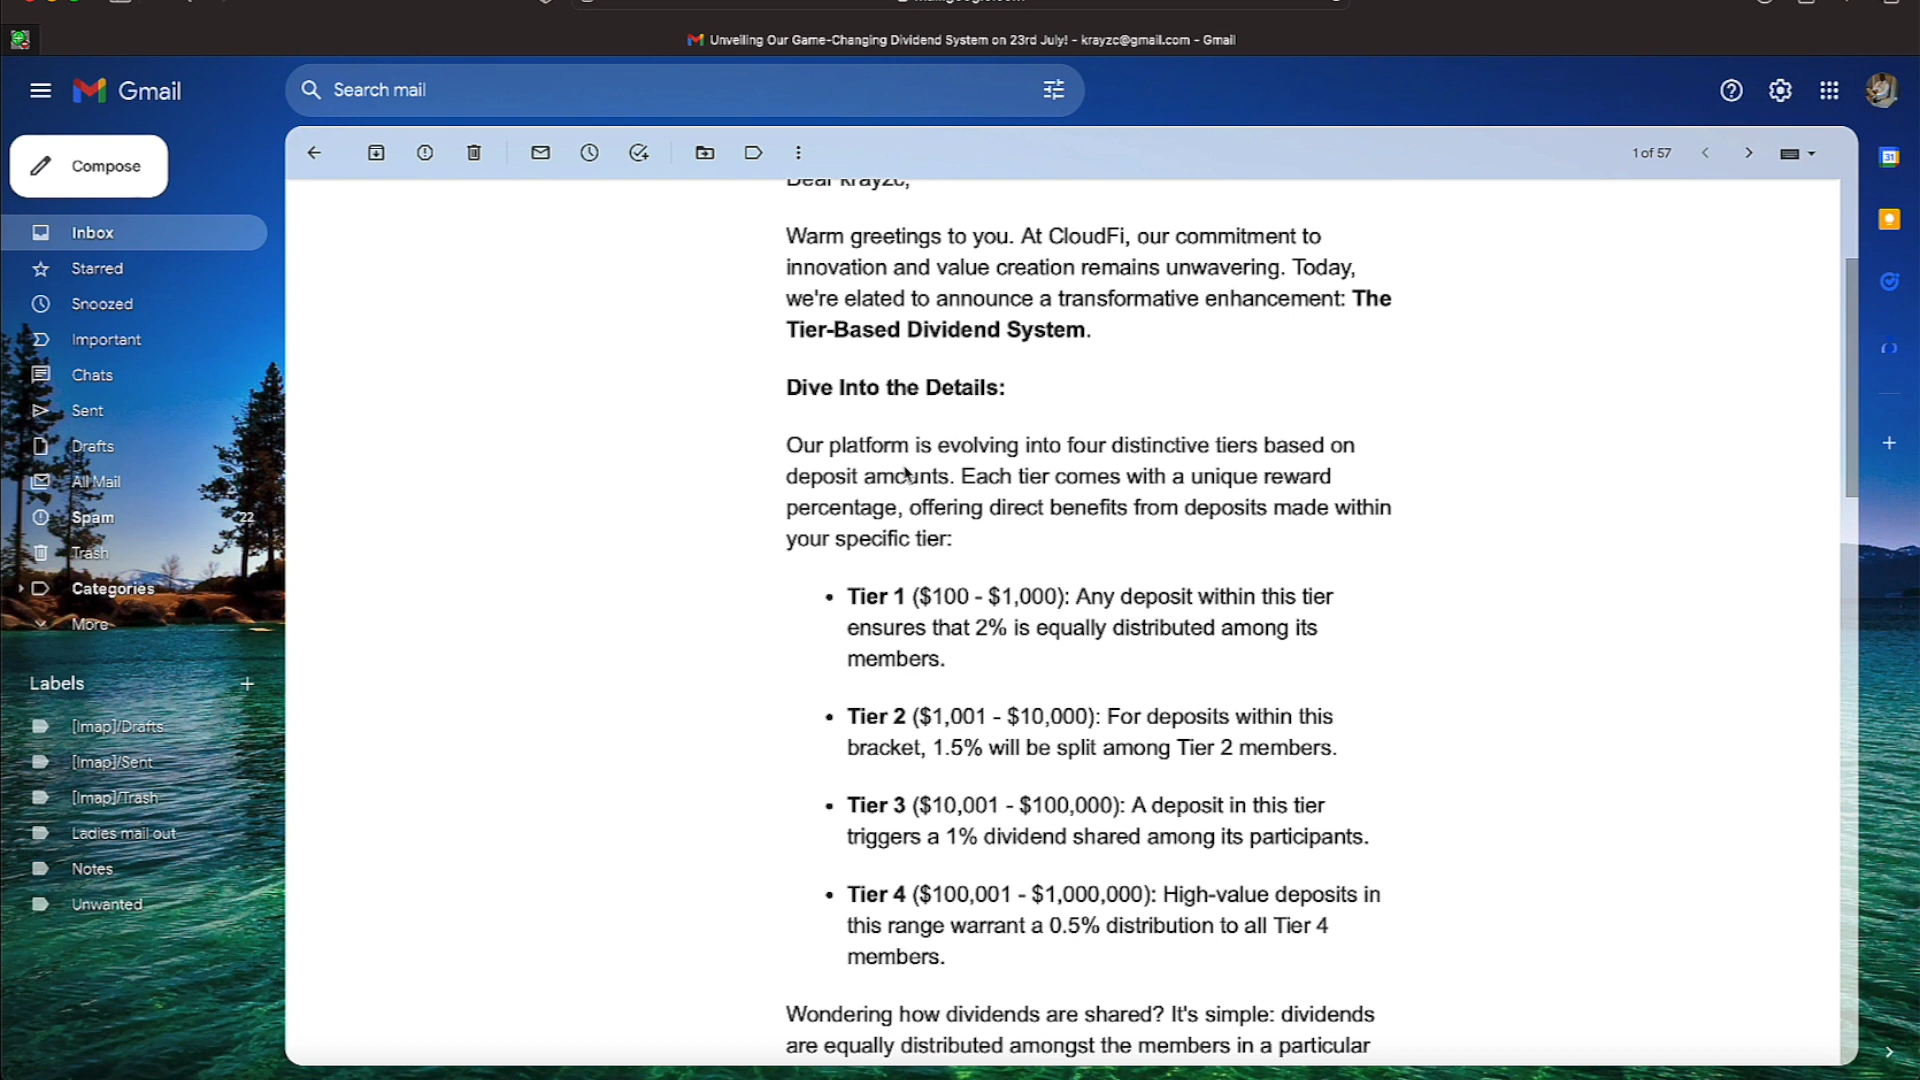 Unveiling Our Game-Changing Dividend System on 23rd July! - krayzc@gmail.com - Gmail
Gmail
Search mail
Compose
1 of 57
Inbox
Starred
Snoozed
Important
Chats
Sent
Drafts
All Mail
Spam 22
Trash
Categories
More
Labels
[Imap]/Drafts
[Imap]/Sent
[Imap]/Trash
Ladies mail out
Notes
Unwanted
Dear krayzc,
Warm greetings to you. At CloudFi, our commitment to
innovation and value creation remains unwavering. Today,
we're elated to announce a transformative enhancement: The
Tier-Based Dividend System.
Dive Into the Details:
Our platform is evolving into four distinctive tiers based on
deposit amounts. Each tier comes with a unique reward
percentage, offering direct benefits from deposits made within
your specific tier:
• Tier 1 ($100 - $1,000): Any deposit within this tier
ensures that 2% is equally distributed among its
members.
• Tier 2 ($1,001 - $10,000): For deposits within this
bracket, 1.5% will be split among Tier 2 members.
• Tier 3 ($10,001 - $100,000): A deposit in this tier
triggers a 1% dividend shared among its participants.
• Tier 4 ($100,001 - $1,000,000): High-value deposits in
this range warrant a 0.5% distribution to all Tier 4
members.
Wondering how dividends are shared? It's simple: dividends
are equally distributed amongst the members in a particular
31